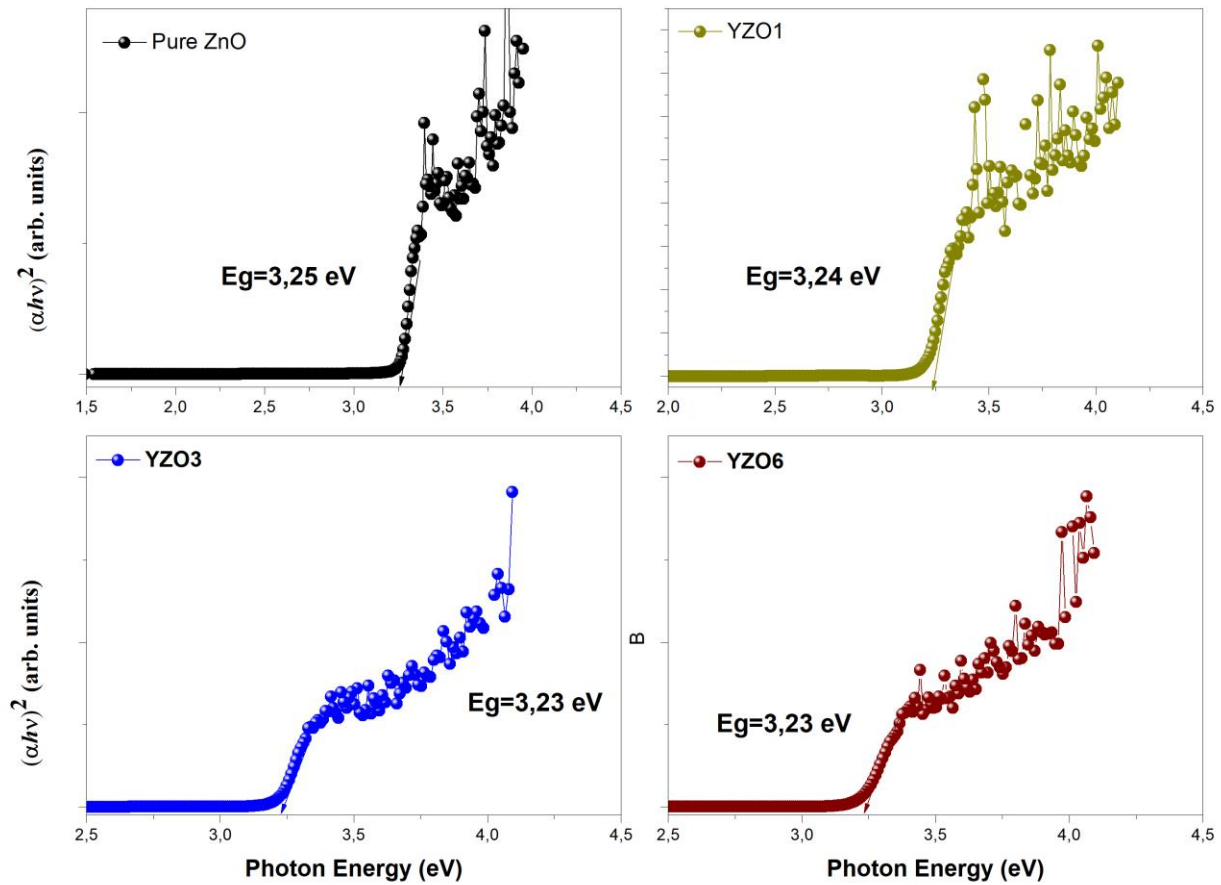 Pure ZnO
YZO1
(αhν)² (arb. units)
Eg=3,25 eV
Eg=3,24 eV
1,5 2,0 2,5 3,0 3,5 4,0 4,5
2,0 2,5 3,0 3,5 4,0 4,5
YZO3
YZO6
(αhν)² (arb. units)
Eg=3,23 eV
B
Eg=3,23 eV
2,5 3,0 3,5 4,0 4,5
2,5 3,0 3,5 4,0 4,5
Photon Energy (eV)
Photon Energy (eV)